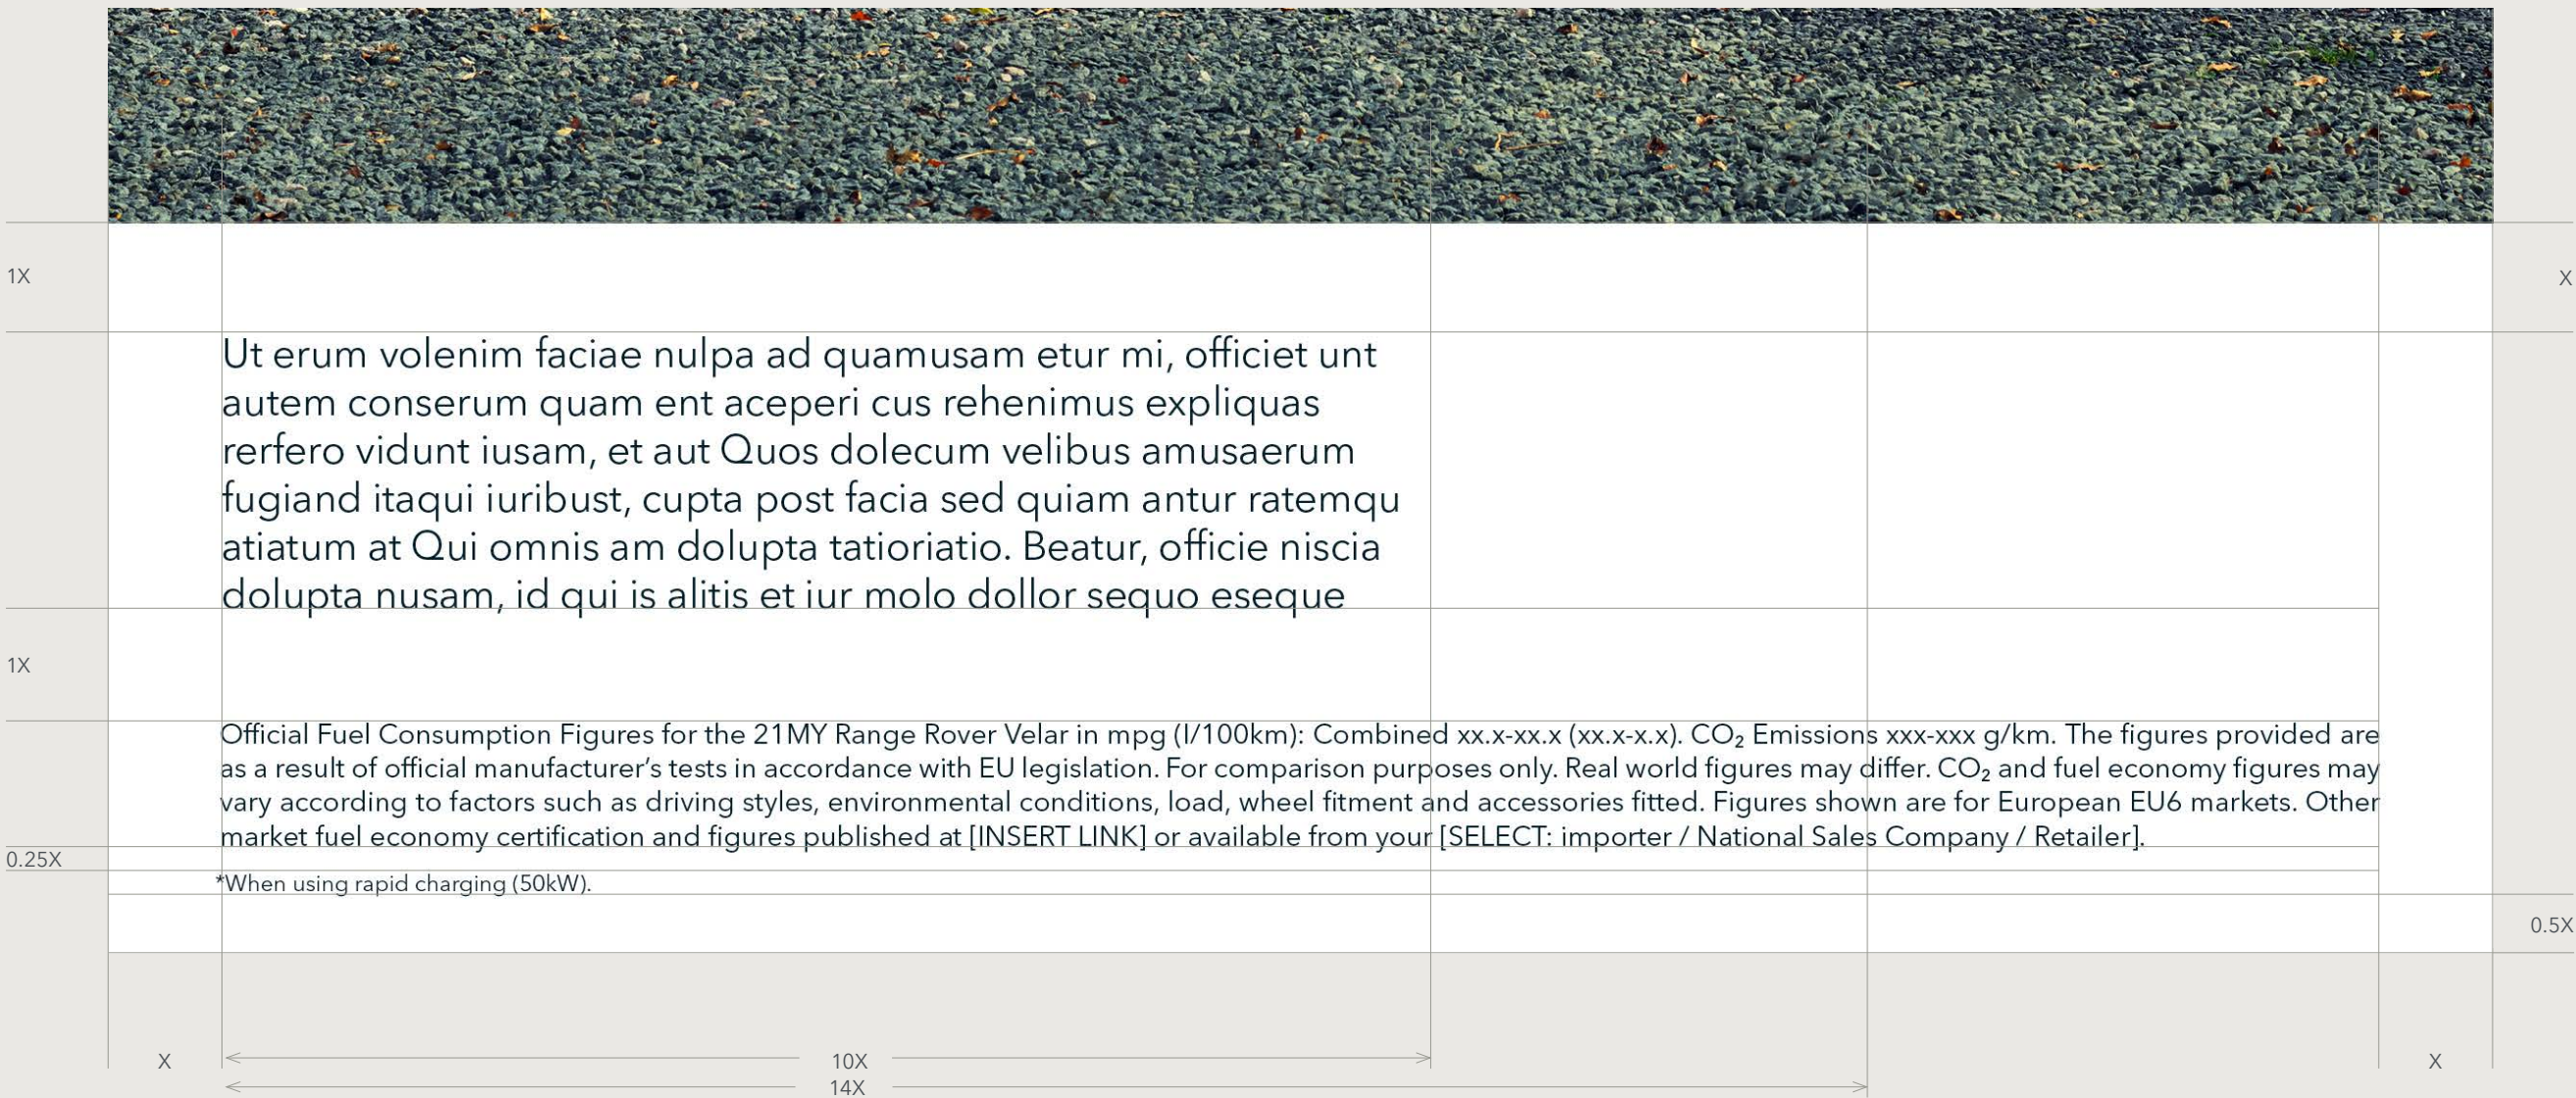 1X
X
Ut erum volenim faciae nulpa ad quamusam etur mi, officiet unt
autem conserum quam ent aceperi cus rehenimus expliquas
rerfero vidunt iusam, et aut Quos dolecum velibus amusaerum
fugiand itaqui iuribust, cupta post facia sed quiam antur ratemqu
atiatum at Qui omnis am dolupta tatioriatio. Beatur, officie niscia
dolupta nusam, id qui is alitis et iur molo dollor sequo eseque
1X
Official Fuel Consumption Figures for the 21MY Range Rover Velar in mpg (l/100km): Combined xx.x-xx.x (xx.x-x.x). CO₂ Emissions xxx-xxx g/km. The figures provided are
as a result of official manufacturer’s tests in accordance with EU legislation. For comparison purposes only. Real world figures may differ. CO₂ and fuel economy figures may
vary according to factors such as driving styles, environmental conditions, load, wheel fitment and accessories fitted. Figures shown are for European EU6 markets. Other
market fuel economy certification and figures published at [INSERT LINK] or available from your [SELECT: importer / National Sales Company / Retailer].
0.25X
*When using rapid charging (50kW).
0.5X
X
10X
X
14X